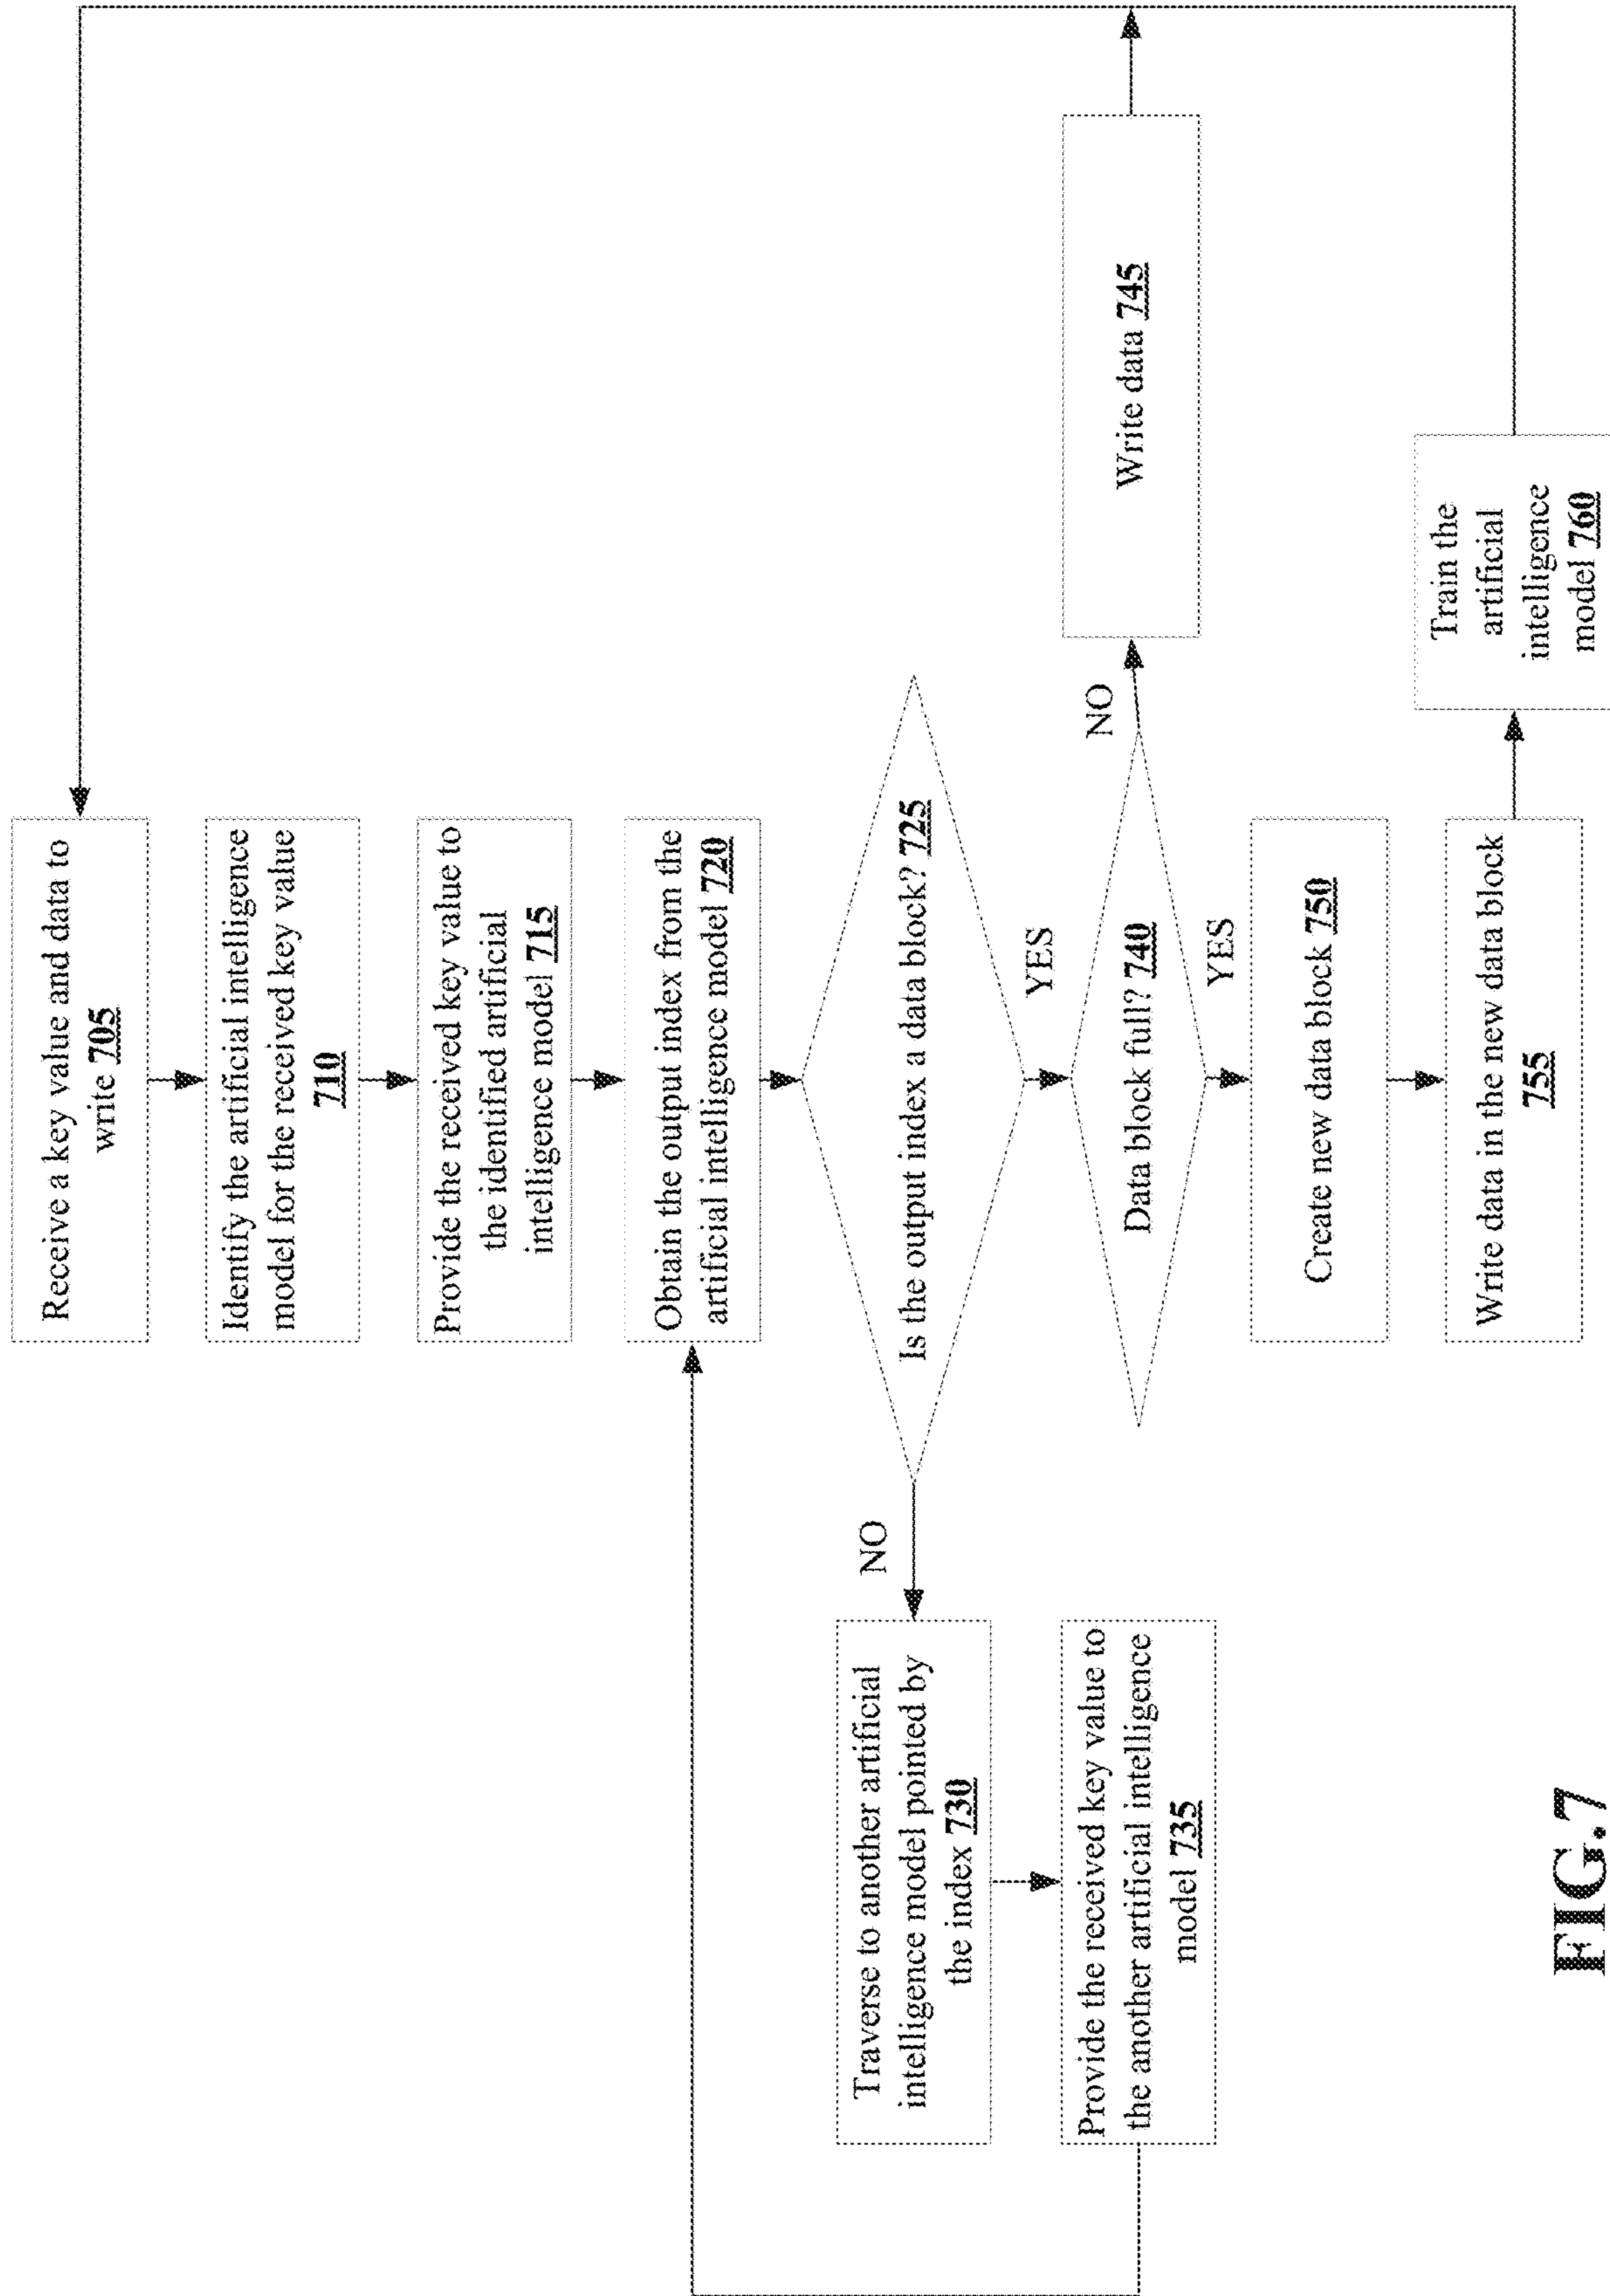 Receive a key value and data to
write 705
Identify the artificial intelligence
model for the received key value
710
Provide the received key value to
the identified artificial
intelligence model 715
Obtain the output index from the
artificial intelligence model 720
Is the output index a data block? 725
NO
YES
Traverse to another artificial
intelligence model pointed by
the index 730
Provide the received key value to
the another artificial intelligence
model 735
Data block full? 740
NO
YES
Write data 745
Create new data block 750
Write data in the new data block
755
Train the
artificial
intelligence
model 760
FIG.7